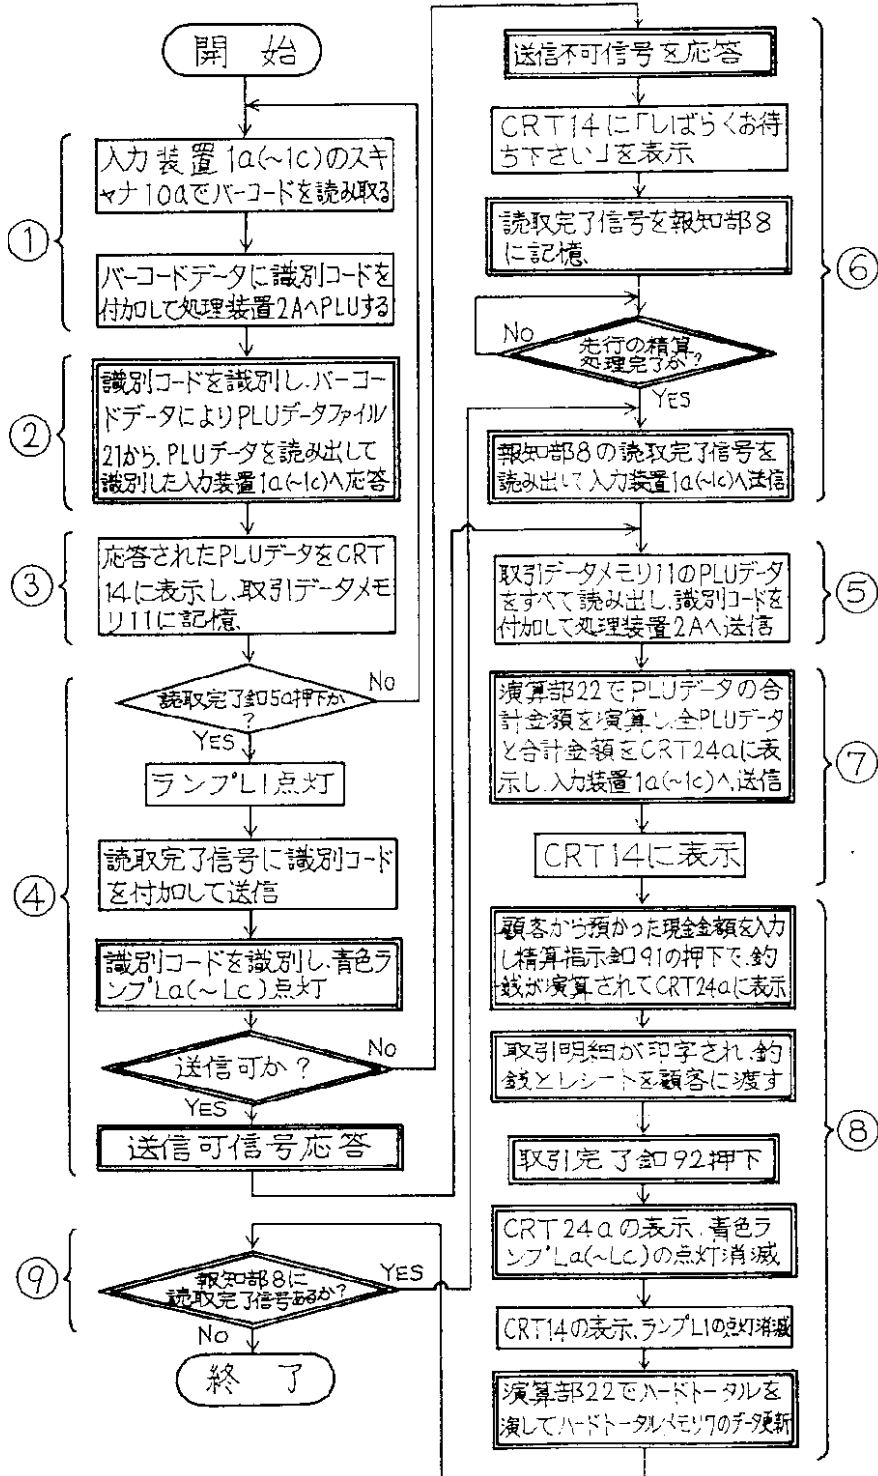 開始
①
入力装置1a(~1c)のスキ
ャナ10aでバーコードを読み取る
バーコードデータに識別コードを
付加して処理装置2AへPLUする
②
識別コードを識別し、バーコー
ドデータによりPLUデータファイル
21から、PLUデータを読み出して
識別した入力装置1a(~1c)へ応答
③
応答されたPLUデータをCRT
14に表示し、取引データメモ
リ11に記憶
④
読取完了釦5a押下か
?
No
YES
ランプL1点灯
読取完了信号に識別コード
を付加して送信
識別コードを識別し、青色ラ
ンプLa(~Lc)点灯
送信可か?
No
YES
送信可信号応答
⑨
報知部8に
読取完了信号あるか?
YES
No
終了
送信不可信号を応答
CRT14に「しばらくお待
ち下さい」を表示
読取完了信号を報知部8
に記憶
⑥
No
先行の精算
処理完了か?
YES
報知部8の読取完了信号を
読み出して入力装置1a(~1c)へ送信
取引データメモリ11のPLUデータ
をすべて読み出し、識別コードを
付加して処理装置2Aへ送信
⑤
演算部22でPLUデータの合
計金額を演算し、全PLUデータ
と合計金額をCRT24aに表
示し、入力装置1a(~1c)へ送信
⑦
CRT14に表示
顧客から預かった現金金額を入力
し精算指示釦91の押下で、釣
銭が演算されてCRT24aに表示
取引明細が印字され、釣
銭とレシートを顧客に渡す
⑧
取引完了釦92押下
CRT24aの表示、青色ラ
ンプLa(~Lc)の点灯消滅
CRT14の表示、ランプL1の点灯消滅
演算部22でハードトータルを
演してハードトータルメモリ7のデータ更新